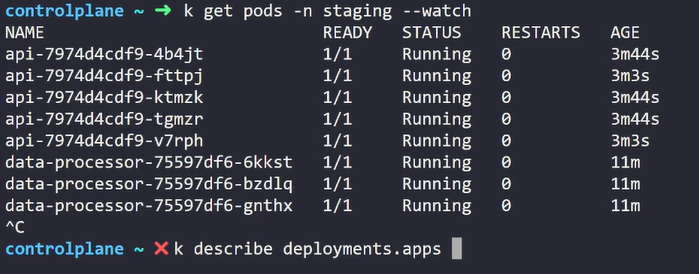 controlplane ~ ➜ k get pods -n staging --watch
NAME READY STATUS RESTARTS AGE
api-7974d4cdf9-4b4jt 1/1 Running 0 3m44s
api-7974d4cdf9-fttpj 1/1 Running 0 3m3s
api-7974d4cdf9-ktmzk 1/1 Running 0 3m44s
api-7974d4cdf9-tgmzr 1/1 Running 0 3m44s
api-7974d4cdf9-v7rph 1/1 Running 0 3m3s
data-processor-75597df6-6kkst 1/1 Running 0 11m
data-processor-75597df6-bzdlq 1/1 Running 0 11m
data-processor-75597df6-gnthx 1/1 Running 0 11m
^C
controlplane ~ ✖ k describe deployments.apps